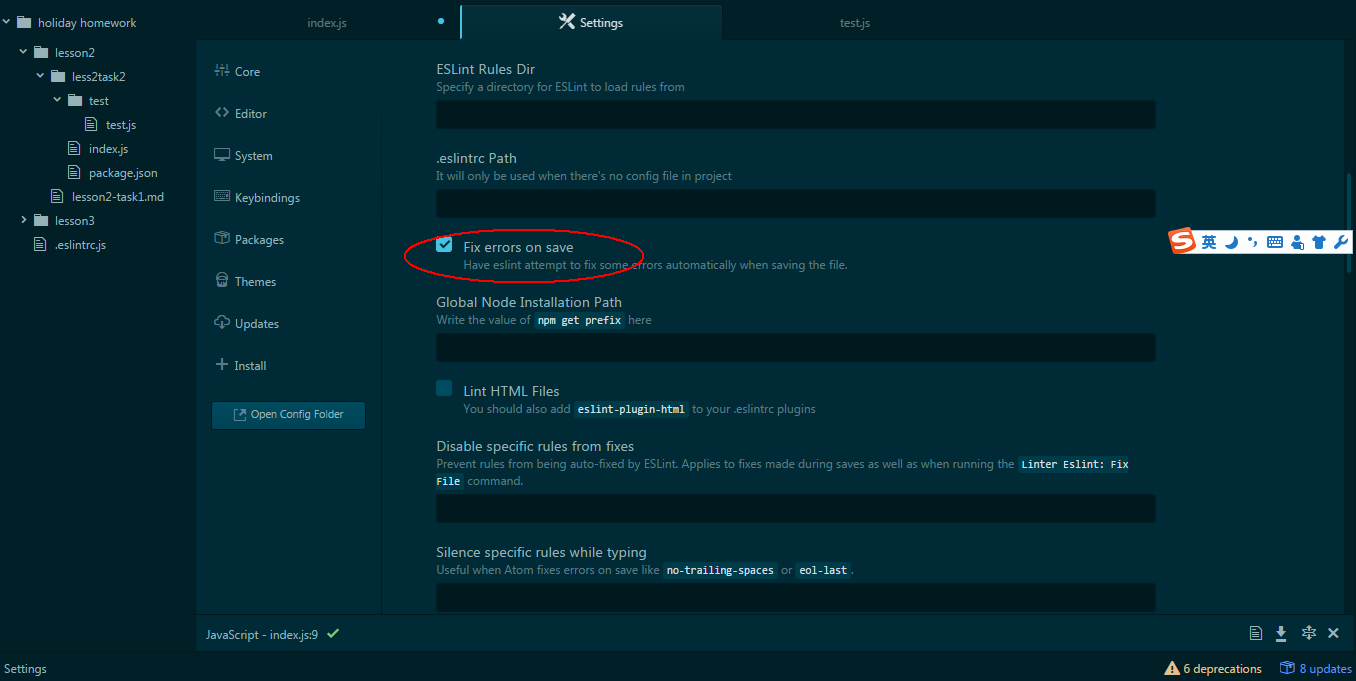 holiday homework
index.js
Settings
test.js
lesson2
less2task2
test
test.js
index.js
package.json
lesson2-task1.md
lesson3
.eslintrc.js
Core
Editor
System
Keybindings
Packages
Themes
Updates
Install
Open Config Folder
ESLint Rules Dir
Specify a directory for ESLint to load rules from
.eslintrc Path
It will only be used when there's no config file in project
Fix errors on save
Have eslint attempt to fix some errors automatically when saving the file.
Global Node Installation Path
Write the value of npm get prefix here
Lint HTML Files
You should also add eslint-plugin-html to your .eslintrc plugins
Disable specific rules from fixes
Prevent rules from being auto-fixed by ESLint. Applies to fixes made during saves as well as when running the Linter Eslint: Fix
File command.
Silence specific rules while typing
Useful when Atom fixes errors on save like no-trailing-spaces or eol-last.
S英
JavaScript - index.js:9
Settings
6 deprecations
8 updates